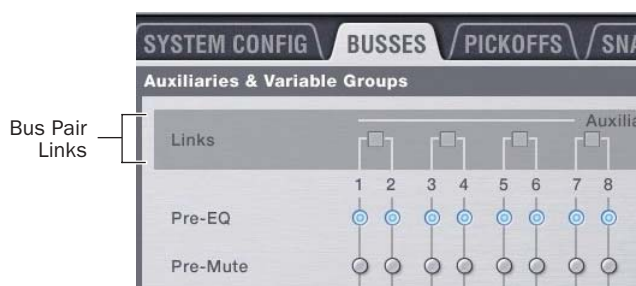 SYSTEM CONFIG BUSSES PICKOFFS
Auxiliaries & Variable Groups
Bus Pair
Links
Links
1 2 3 4 5 6 7 8
Pre-EQ
Pre-Mute